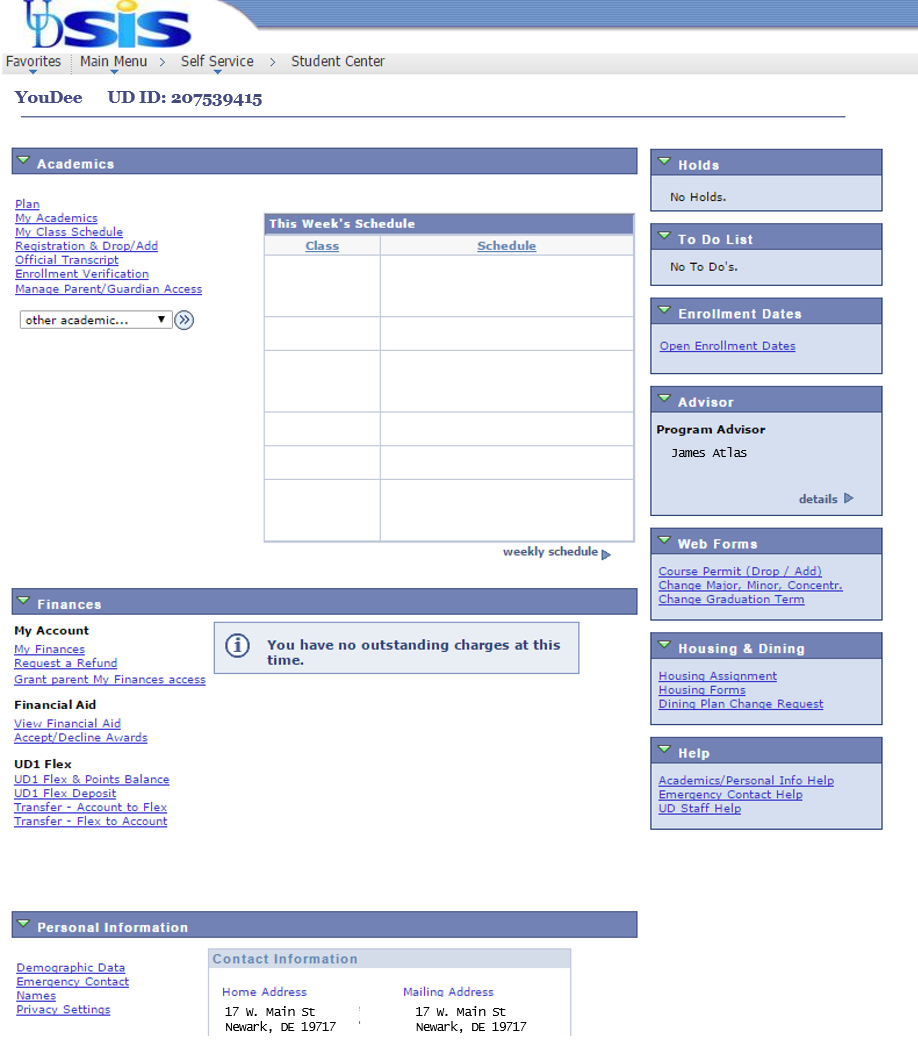 UDSIS
Favorites Main Menu > Self Service > Student Center
YouDee UD ID: 207539415
Academics
Plan
My Academics
My Class Schedule
Registration & Drop/Add
Official Transcript
Enrollment Verification
Manage Parent/Guardian Access
other academic...
This Week's Schedule
Class Schedule
weekly schedule
Finances
My Account
My Finances
Request a Refund
Grant parent My Finances access
You have no outstanding charges at this
time.
Financial Aid
View Financial Aid
Accept/Decline Awards
UD1 Flex
UD1 Flex & Points Balance
UD1 Flex Deposit
Transfer - Account to Flex
Transfer - Flex to Account
Personal Information
Demographic Data
Emergency Contact
Names
Privacy Settings
Contact Information
Home Address
17 W. Main St
Newark, DE 19717
Mailing Address
17 W. Main St
Newark, DE 19717
Holds
No Holds.
To Do List
No To Do's.
Enrollment Dates
Open Enrollment Dates
Advisor
Program Advisor
James Atlas
details
Web Forms
Course Permit (Drop / Add)
Change Major, Minor, Concentr.
Change Graduation Term
Housing & Dining
Housing Assignment
Housing Forms
Dining Plan Change Request
Help
Academics/Personal Info Help
Emergency Contact Help
UD Staff Help